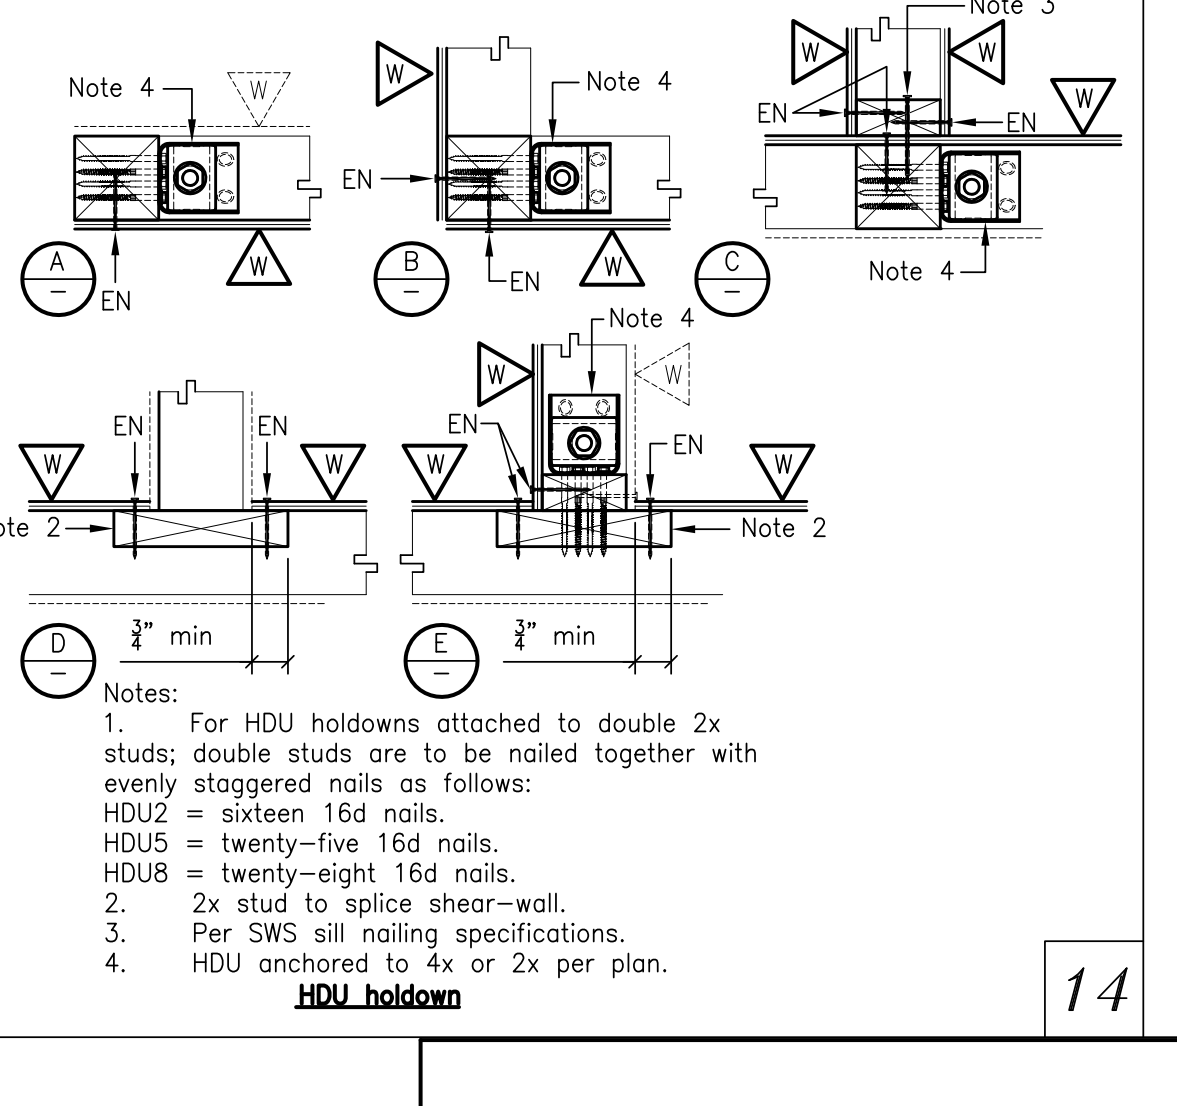 Note 3
Note 4
W
W
Note 4
W
W
W
EN
EN
EN
EN
A
–
EN
W
B
–
EN
W
C
–
Note 4
Note 4
W
W
EN
EN
EN
EN
W
W
W
W
ote 2
Note 2
D
–
3/4" min
E
–
3/4" min
Notes:
1. For HDU holdowns attached to double 2x
studs; double studs are to be nailed together with
evenly staggered nails as follows:
HDU2 = sixteen 16d nails.
HDU5 = twenty–five 16d nails.
HDU8 = twenty–eight 16d nails.
2. 2x stud to splice shear–wall.
3. Per SWS sill nailing specifications.
4. HDU anchored to 4x or 2x per plan.
HDU holdown
14